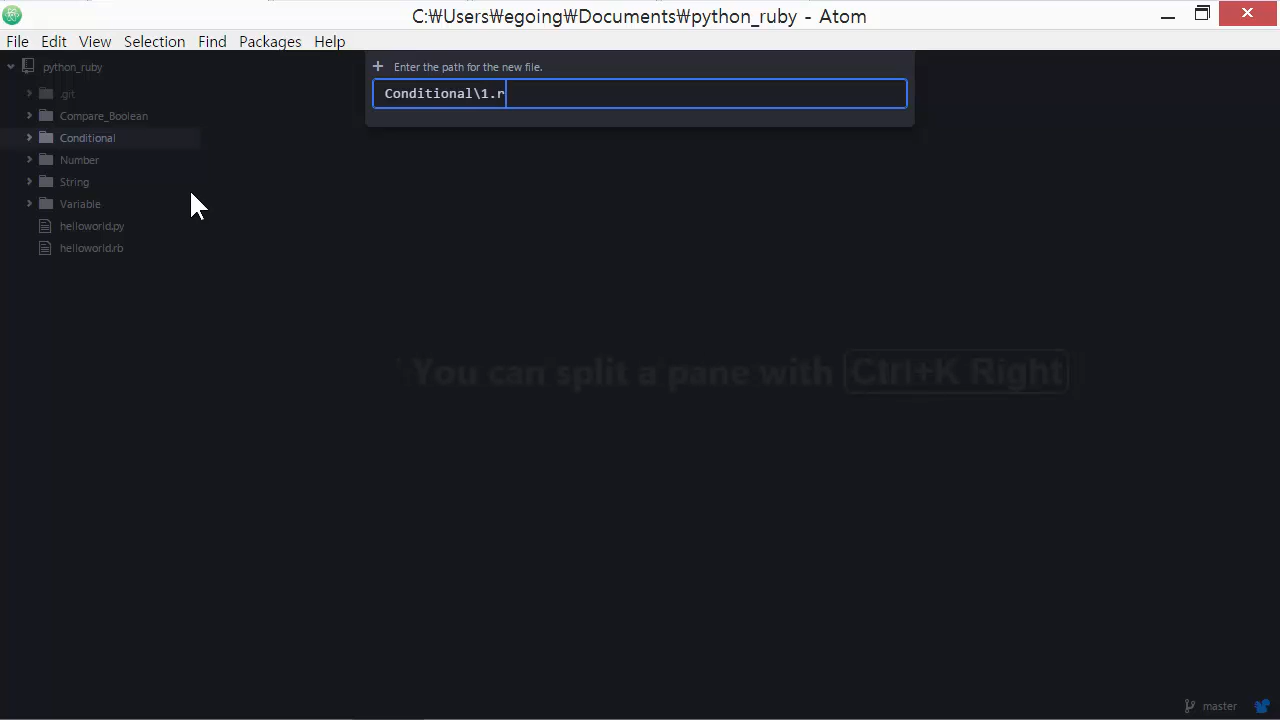 C:₩Users₩egoing₩Documents₩python_ruby - Atom
File Edit View Selection Find Packages Help
+ Enter the path for the new file.
Conditional\1.r
python_ruby
.git
Compare_Boolean
Conditional
Number
String
Variable
helloworld.py
helloworld.rb
You can split a pane with Ctrl+K Right
master